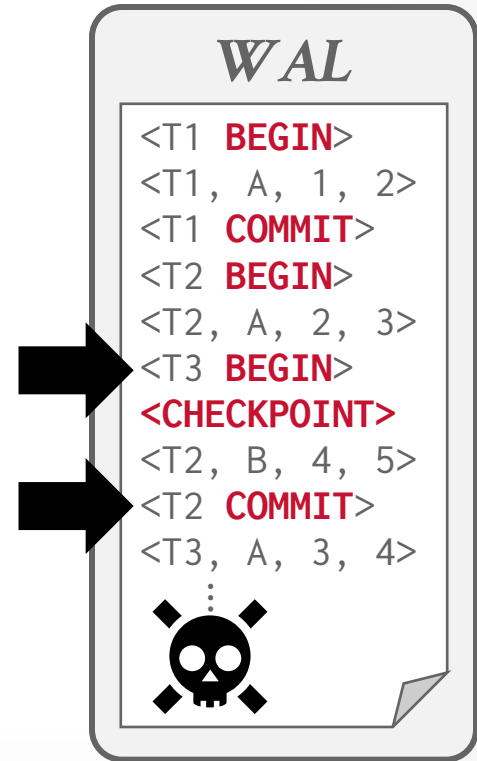 WAL
<T1 BEGIN>
<T1, A, 1, 2>
<T1 COMMIT>
<T2 BEGIN>
<T2, A, 2, 3>
<T3 BEGIN>
<CHECKPOINT>
<T2, B, 4, 5>
<T2 COMMIT>
<T3, A, 3, 4>
⋮